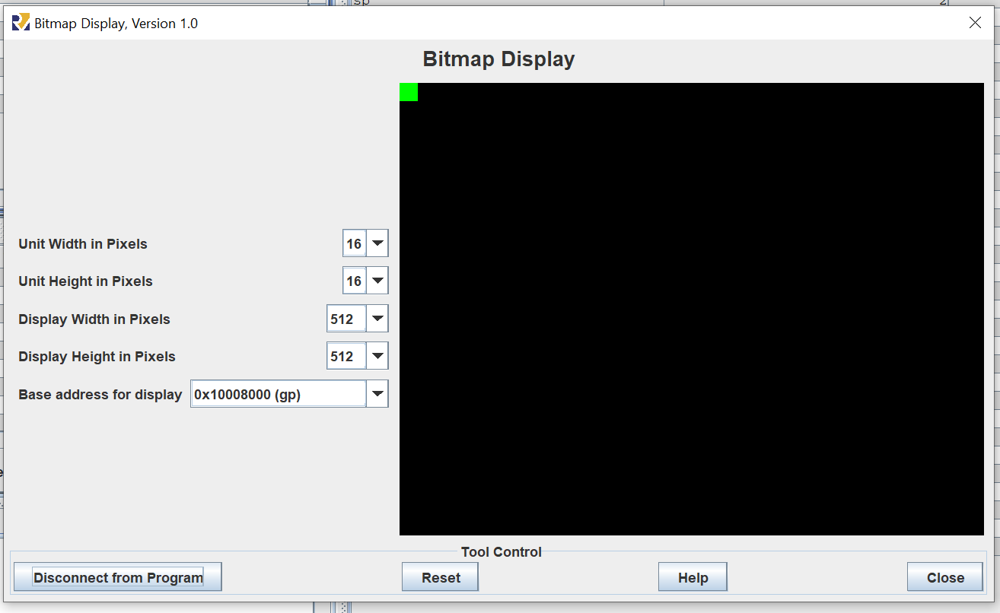 sp
Bitmap Display, Version 1.0
Bitmap Display
Unit Width in Pixels 16
Unit Height in Pixels 16
Display Width in Pixels 512
Display Height in Pixels 512
Base address for display 0x10008000 (gp)
Tool Control
Disconnect from Program Reset Help Close